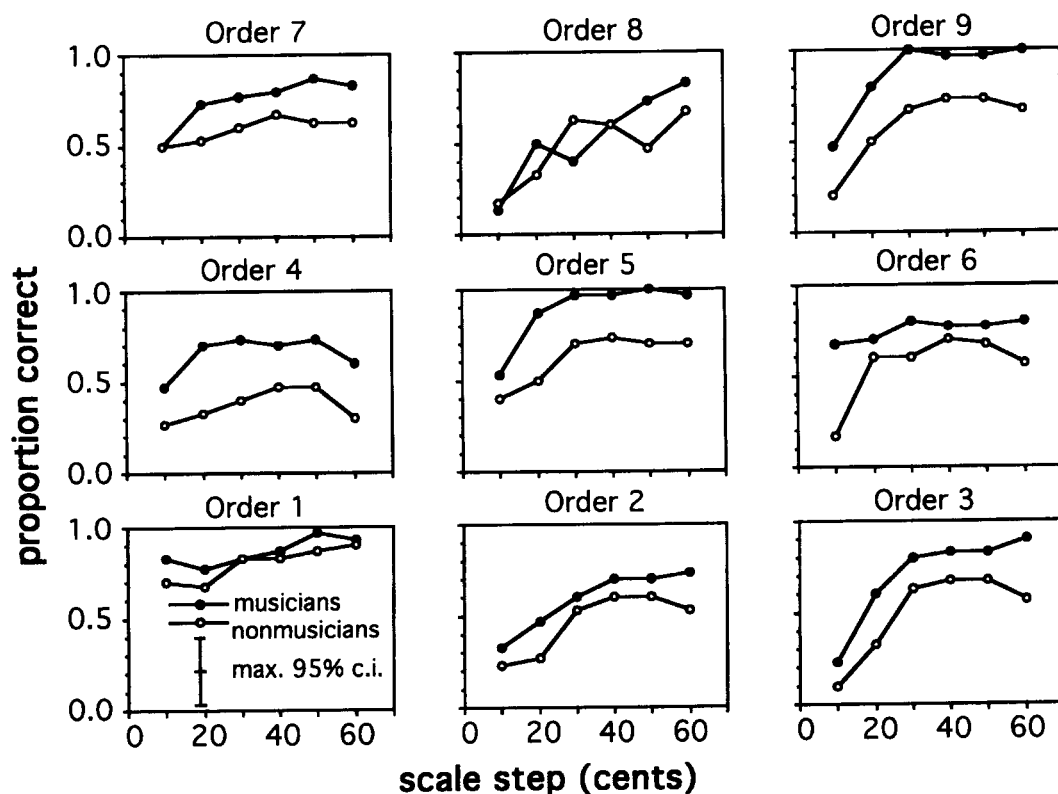 Order 7 Order 8 Order 9
1.0
0.5
0.0
Order 4 Order 5 Order 6
1.0
0.5
0.0
Order 1 Order 2 Order 3
1.0
musicians
nonmusicians
0.5
max. 95% c.i.
0.0
0 20 40 60 0 20 40 60 0 20 40 60
proportion correct
scale step (cents)